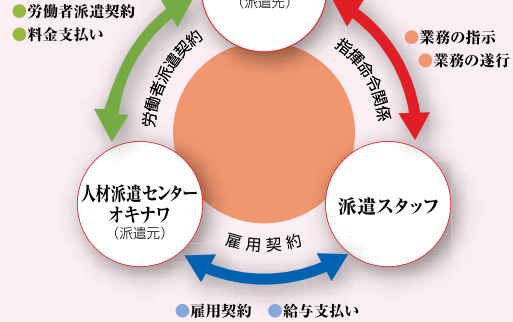 (派遣元)
●労働者派遣契約
●料金支払い
労働者派遣契約
指揮命令関係
●業務の指示
●業務の遂行
人材派遣センター
オキナワ
(派遣元)
派遣スタッフ
雇用契約
●雇用契約 ●給与支払い